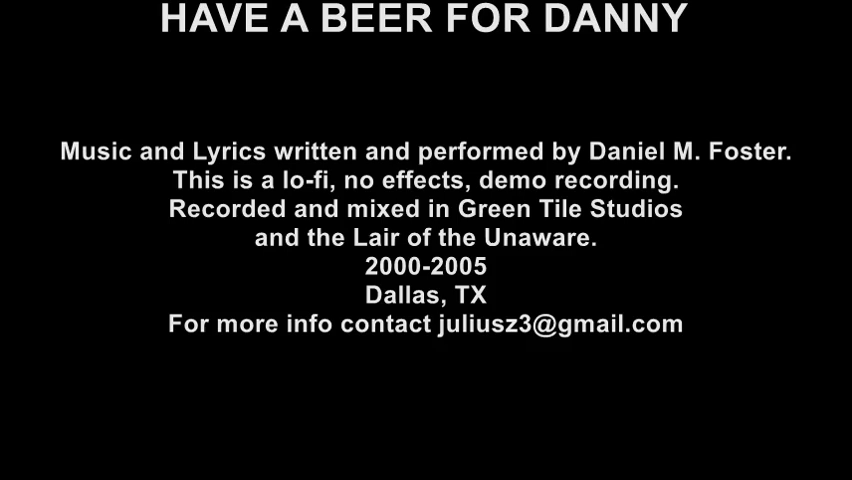 HAVE A BEER FOR DANNY
Music and Lyrics written and performed by Daniel M. Foster.
This is a lo-fi, no effects, demo recording.
Recorded and mixed in Green Tile Studios
and the Lair of the Unaware.
2000-2005
Dallas, TX
For more info contact juliusz3@gmail.com